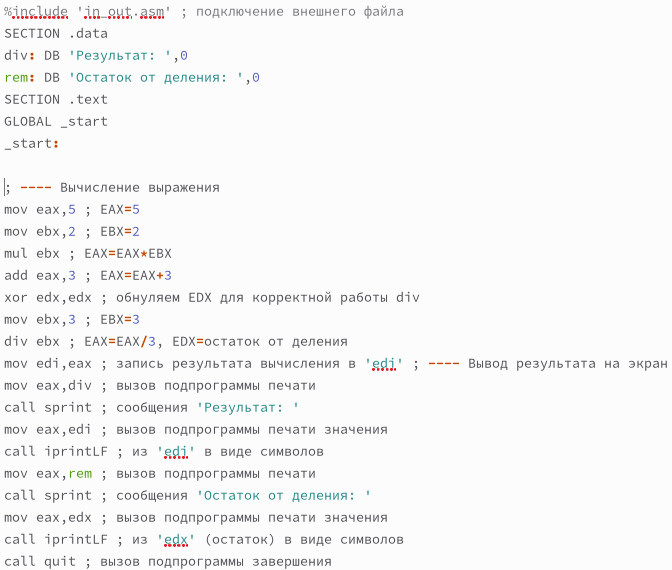 %include 'in_out.asm' ; подключение внешнего файла
SECTION .data
div: DB 'Результат: ',0
rem: DB 'Остаток от деления: ',0
SECTION .text
GLOBAL _start
_start:
; ---- Вычисление выражения
mov eax,5 ; EAX=5
mov ebx,2 ; EBX=2
mul ebx ; EAX=EAX*EBX
add eax,3 ; EAX=EAX+3
xor edx,edx ; обнуляем EDX для корректной работы div
mov ebx,3 ; EBX=3
div ebx ; EAX=EAX/3, EDX=остаток от деления
mov edi,eax ; запись результата вычисления в 'edi' ; ---- Вывод результата на экран
mov eax,div ; вызов подпрограммы печати
call sprint ; сообщения 'Результат: '
mov eax,edi ; вызов подпрограммы печати значения
call iprintLF ; из 'edi' в виде символов
mov eax,rem ; вызов подпрограммы печати
call sprint ; сообщения 'Остаток от деления: '
mov eax,edx ; вызов подпрограммы печати значения
call iprintLF ; из 'edx' (остаток) в виде символов
call quit ; вызов подпрограммы завершения